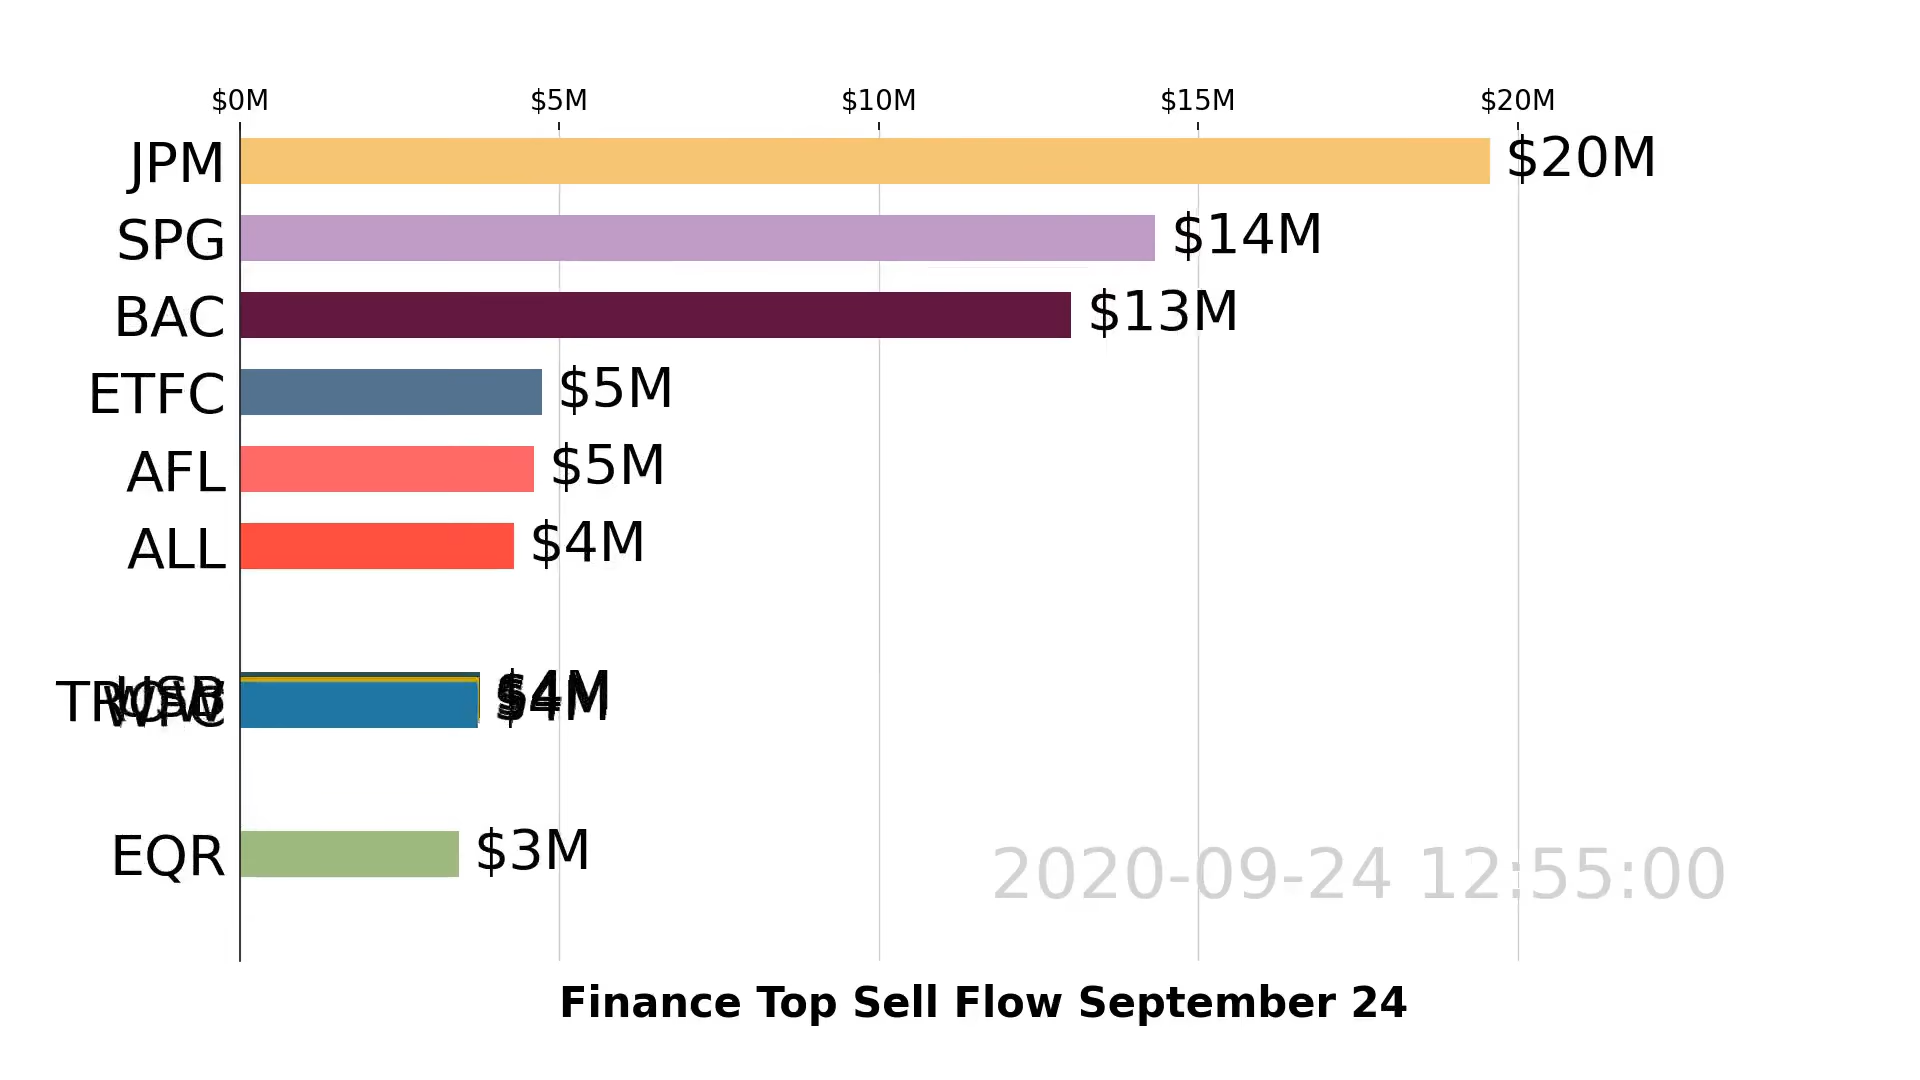 $0M $5M $10M $15M $20M
JPM $20M
SPG $14M
BAC $13M
ETFC $5M
AFL $5M
ALL $4M
$4M
EQR $3M
2020-09-24 12:55:00
Finance Top Sell Flow September 24